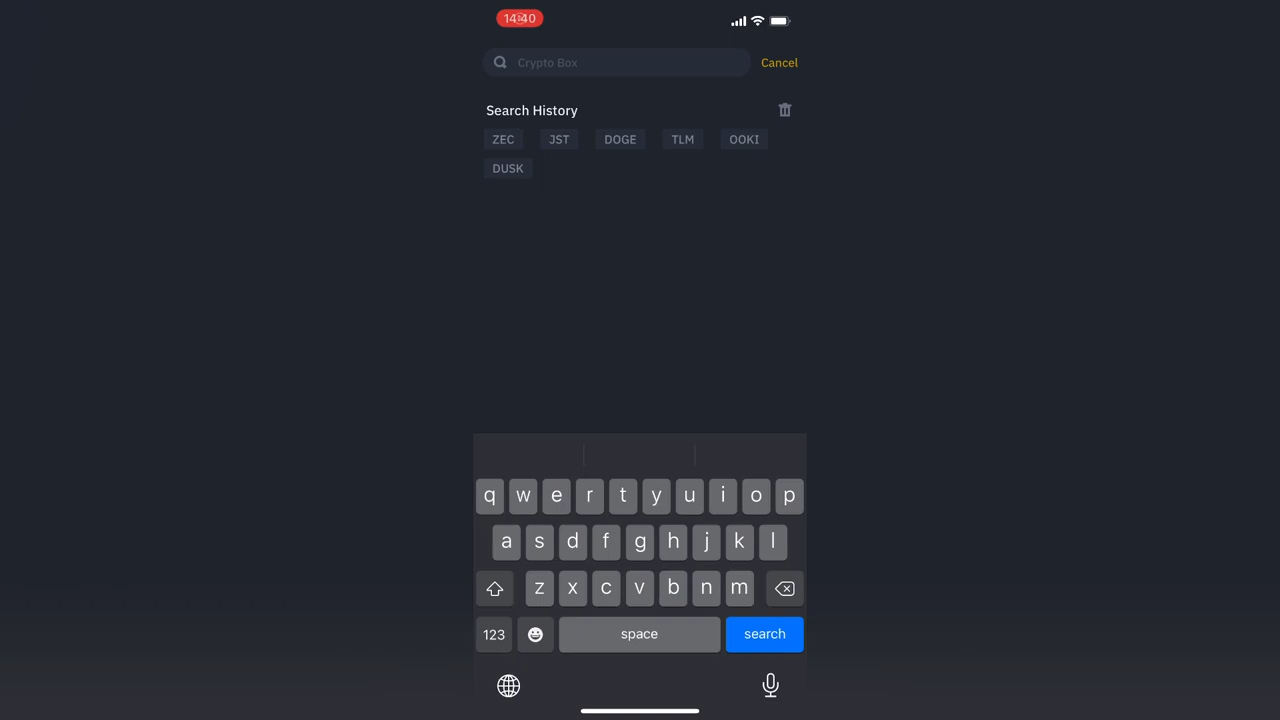 14:40
Crypto Box
Cancel
Search History
ZEC JST DOGE TLM OOKI
DUSK
q w e r t y u i o p
a s d f g h j k l
z x c v b n m
123 space search